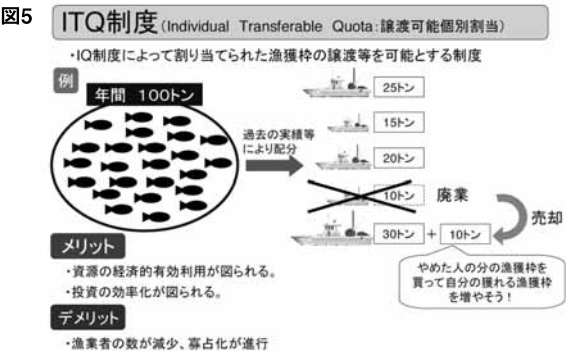 図5
ITQ制度(Individual Transferable Quota:譲渡可能個別割当)
・IQ制度によって割り当てられた漁獲枠の譲渡等を可能とする制度
例
年間 100トン
過去の実績等
により配分
25トン
15トン
20トン
10トン
廃業
売却
30トン + 10トン
やめた人の分の漁獲枠を
買って自分の獲れる漁獲枠
を増やそう！
メリット
・資源の経済的有効利用が図られる。
・投資の効率化が図られる。
デメリット
・漁業者の数が減少、寡占化が進行